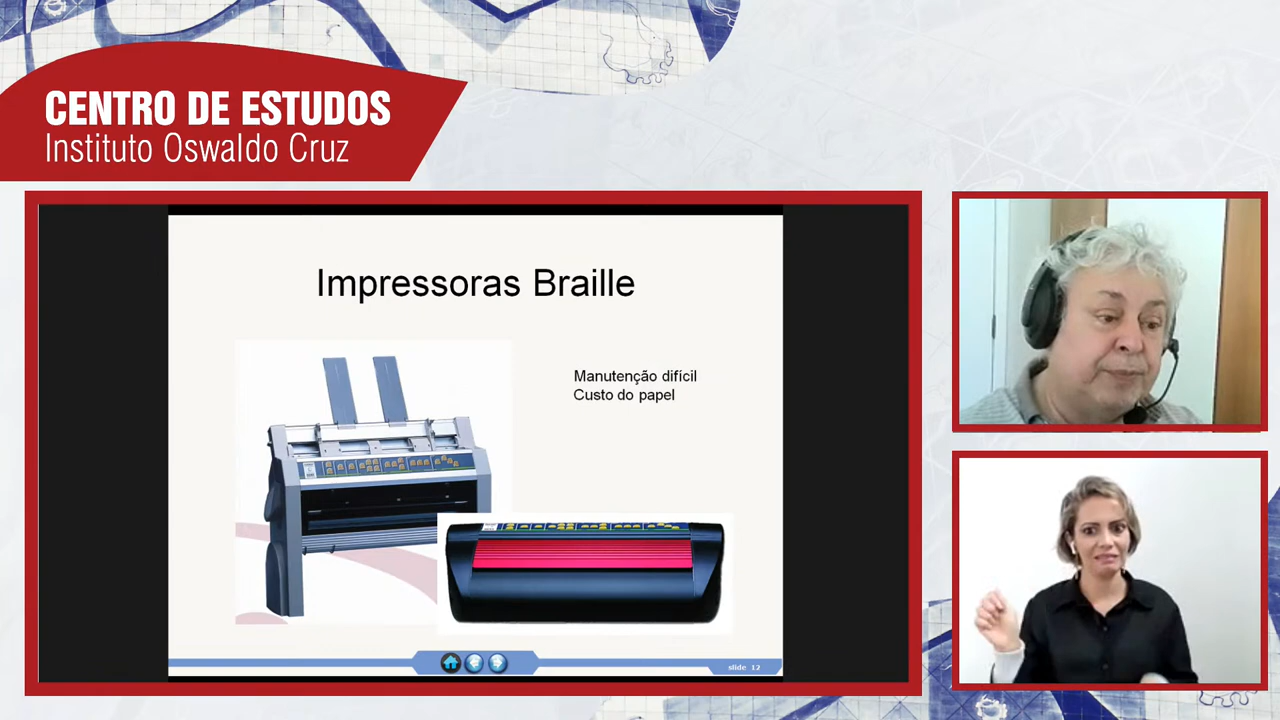 CENTRO DE ESTUDOS
Instituto Oswaldo Cruz
Impressoras Braille
Manutenção difícil
Custo do papel
slide 12